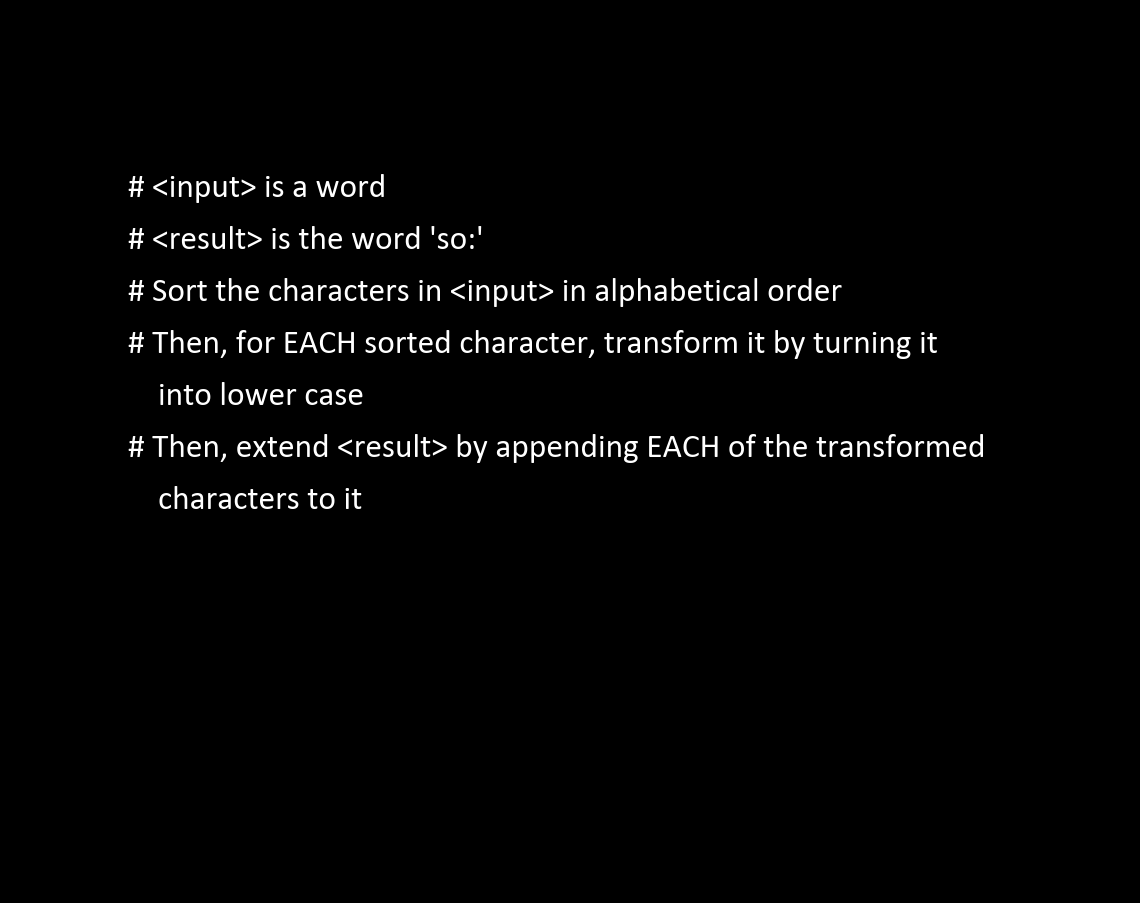 # <input> is a word
# <result> is the word 'so:'
# Sort the characters in <input> in alphabetical order
# Then, for EACH sorted character, transform it by turning it
into lower case
# Then, extend <result> by appending EACH of the transformed
characters to it